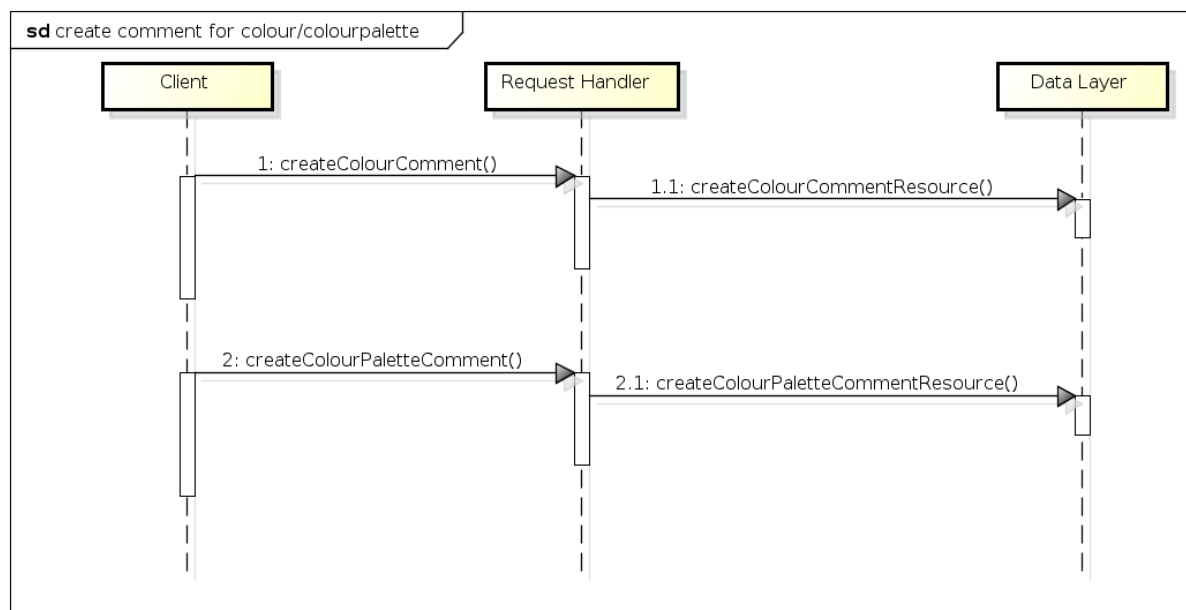 sd create comment for colour/colourpalette
Client
Request Handler
Data Layer
1: createColourComment()
1.1: createColourCommentResource()
2: createColourPaletteComment()
2.1: createColourPaletteCommentResource()